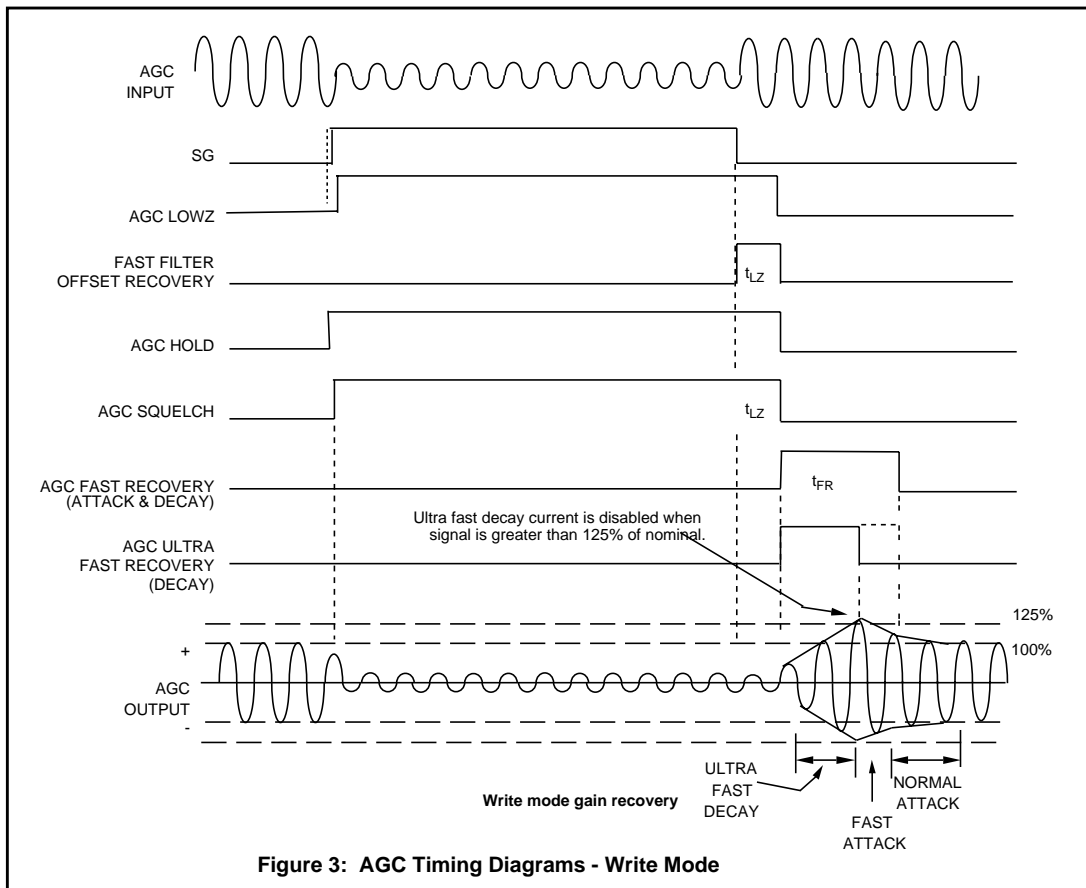 AGC
INPUT
SG
AGC LOWZ
FAST FILTER
OFFSET RECOVERY
tLZ
AGC HOLD
AGC SQUELCH
tLZ
AGC FAST RECOVERY
(ATTACK & DECAY)
tFR
Ultra fast decay current is disabled when
signal is greater than 125% of nominal.
AGC ULTRA
FAST RECOVERY
(DECAY)
125%
+
100%
AGC
OUTPUT
-
ULTRA
FAST
DECAY
NORMAL
ATTACK
Write mode gain recovery
FAST
ATTACK
Figure 3: AGC Timing Diagrams - Write Mode